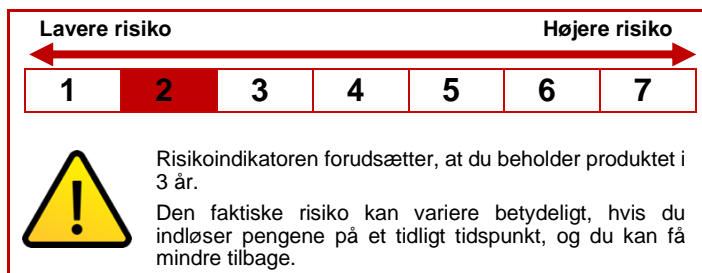 Lavere risiko Højere risiko
1 2 3 4 5 6 7
Risikoindikatoren forudsætter, at du beholder produktet i
3 år.
Den faktiske risiko kan variere betydeligt, hvis du
indløser pengene på et tidligt tidspunkt, og du kan få
mindre tilbage.